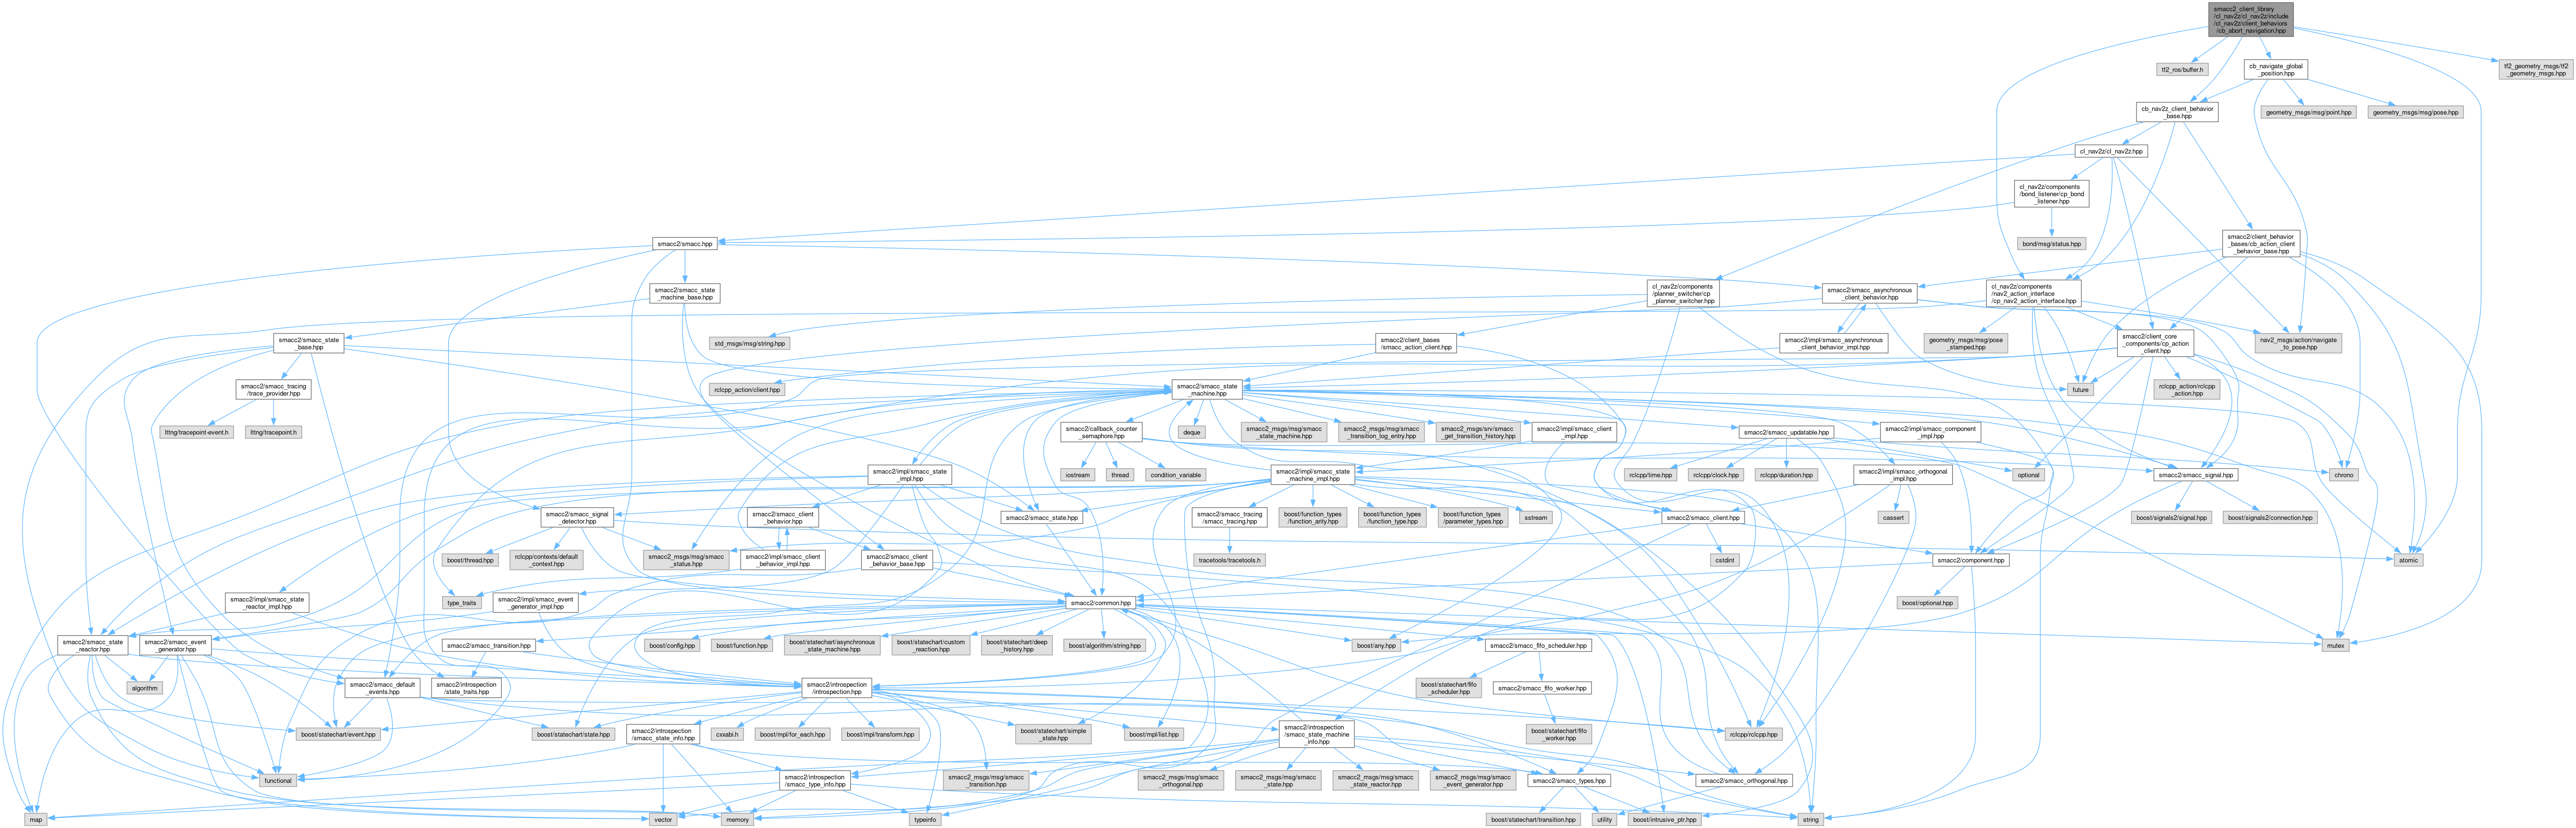 smacc2_client_library
/cl_nav2z/cl_nav2z/include
/cl_nav2z/client_behaviors
/cb_abort_navigation.hpp
tf2_ros/buffer.h
cb_navigate_global
_position.hpp
tf2_geometry_msgs/tf2
_geometry_msgs.hpp
cb_nav2z_client_behavior
_base.hpp
geometry_msgs/msg/point.hpp
geometry_msgs/msg/pose.hpp
cl_nav2z/cl_nav2z.hpp
cl_nav2z/components
/bond_listener/cp_bond
_listener.hpp
smacc2/smacc.hpp
bond/msg/status.hpp
smacc2/client_behavior
_bases/cb_action_client
_behavior_base.hpp
smacc2/smacc_state
_machine_base.hpp
cl_nav2z/components
/planner_switcher/cp
_planner_switcher.hpp
smacc2/smacc_asynchronous
_client_behavior.hpp
cl_nav2z/components
/nav2_action_interface
/cp_nav2_action_interface.hpp
smacc2/smacc_state
_base.hpp
std_msgs/msg/string.hpp
smacc2/client_bases
/smacc_action_client.hpp
smacc2/impl/smacc_asynchronous
_client_behavior_impl.hpp
geometry_msgs/msg/pose
_stamped.hpp
smacc2/client_core
_components/cp_action
_client.hpp
nav2_msgs/action/navigate
_to_pose.hpp
smacc2/smacc_tracing
/trace_provider.hpp
rclcpp_action/client.hpp
smacc2/smacc_state
_machine.hpp
future
rclcpp_action/rclcpp
_action.hpp
lttng/tracepoint-event.h
lttng/tracepoint.h
smacc2/callback_counter
_semaphore.hpp
deque
smacc2_msgs/msg/smacc
_state_machine.hpp
smacc2_msgs/msg/smacc
_transition_log_entry.hpp
smacc2_msgs/srv/smacc
_get_transition_history.hpp
smacc2/impl/smacc_client
_impl.hpp
smacc2/smacc_updatable.hpp
smacc2/impl/smacc_component
_impl.hpp
smacc2/impl/smacc_state
_impl.hpp
iostream
thread
condition_variable
smacc2/impl/smacc_state
_machine_impl.hpp
rclcpp/time.hpp
rclcpp/clock.hpp
rclcpp/duration.hpp
smacc2/impl/smacc_orthogonal
_impl.hpp
optional
smacc2/smacc_signal.hpp
chrono
smacc2/smacc_signal
_detector.hpp
smacc2/smacc_client
_behavior.hpp
smacc2/smacc_state.hpp
smacc2/smacc_tracing
/smacc_tracing.hpp
boost/function_types
/function_arity.hpp
boost/function_types
/function_type.hpp
boost/function_types
/parameter_types.hpp
sstream
smacc2/smacc_client.hpp
cassert
boost/signals2/signal.hpp
boost/signals2/connection.hpp
boost/thread.hpp
rclcpp/contexts/default
_context.hpp
smacc2_msgs/msg/smacc
_status.hpp
smacc2/impl/smacc_client
_behavior_impl.hpp
smacc2/smacc_client
_behavior_base.hpp
tracetools/tracetools.h
cstdint
smacc2/component.hpp
atomic
smacc2/impl/smacc_state
_reactor_impl.hpp
type_traits
smacc2/impl/smacc_event
_generator_impl.hpp
smacc2/common.hpp
boost/optional.hpp
smacc2/smacc_state
_reactor.hpp
smacc2/smacc_event
_generator.hpp
smacc2/smacc_transition.hpp
boost/config.hpp
boost/function.hpp
boost/statechart/asynchronous
_state_machine.hpp
boost/statechart/custom
_reaction.hpp
boost/statechart/deep
_history.hpp
boost/algorithm/string.hpp
boost/any.hpp
smacc2/smacc_fifo_scheduler.hpp
mutex
algorithm
smacc2/smacc_default
_events.hpp
smacc2/introspection
/state_traits.hpp
smacc2/introspection
/introspection.hpp
boost/statechart/fifo
_scheduler.hpp
smacc2/smacc_fifo_worker.hpp
boost/statechart/event.hpp
boost/statechart/state.hpp
smacc2/introspection
/smacc_state_info.hpp
cxxabi.h
boost/mpl/for_each.hpp
boost/mpl/transform.hpp
boost/statechart/simple
_state.hpp
boost/mpl/list.hpp
smacc2/introspection
/smacc_state_machine
_info.hpp
boost/statechart/fifo
_worker.hpp
rclcpp/rclcpp.hpp
functional
smacc2/introspection
/smacc_type_info.hpp
smacc2_msgs/msg/smacc
_transition.hpp
smacc2_msgs/msg/smacc
_orthogonal.hpp
smacc2_msgs/msg/smacc
_state.hpp
smacc2_msgs/msg/smacc
_state_reactor.hpp
smacc2_msgs/msg/smacc
_event_generator.hpp
smacc2/smacc_types.hpp
smacc2/smacc_orthogonal.hpp
map
vector
memory
typeinfo
boost/statechart/transition.hpp
utility
boost/intrusive_ptr.hpp
string